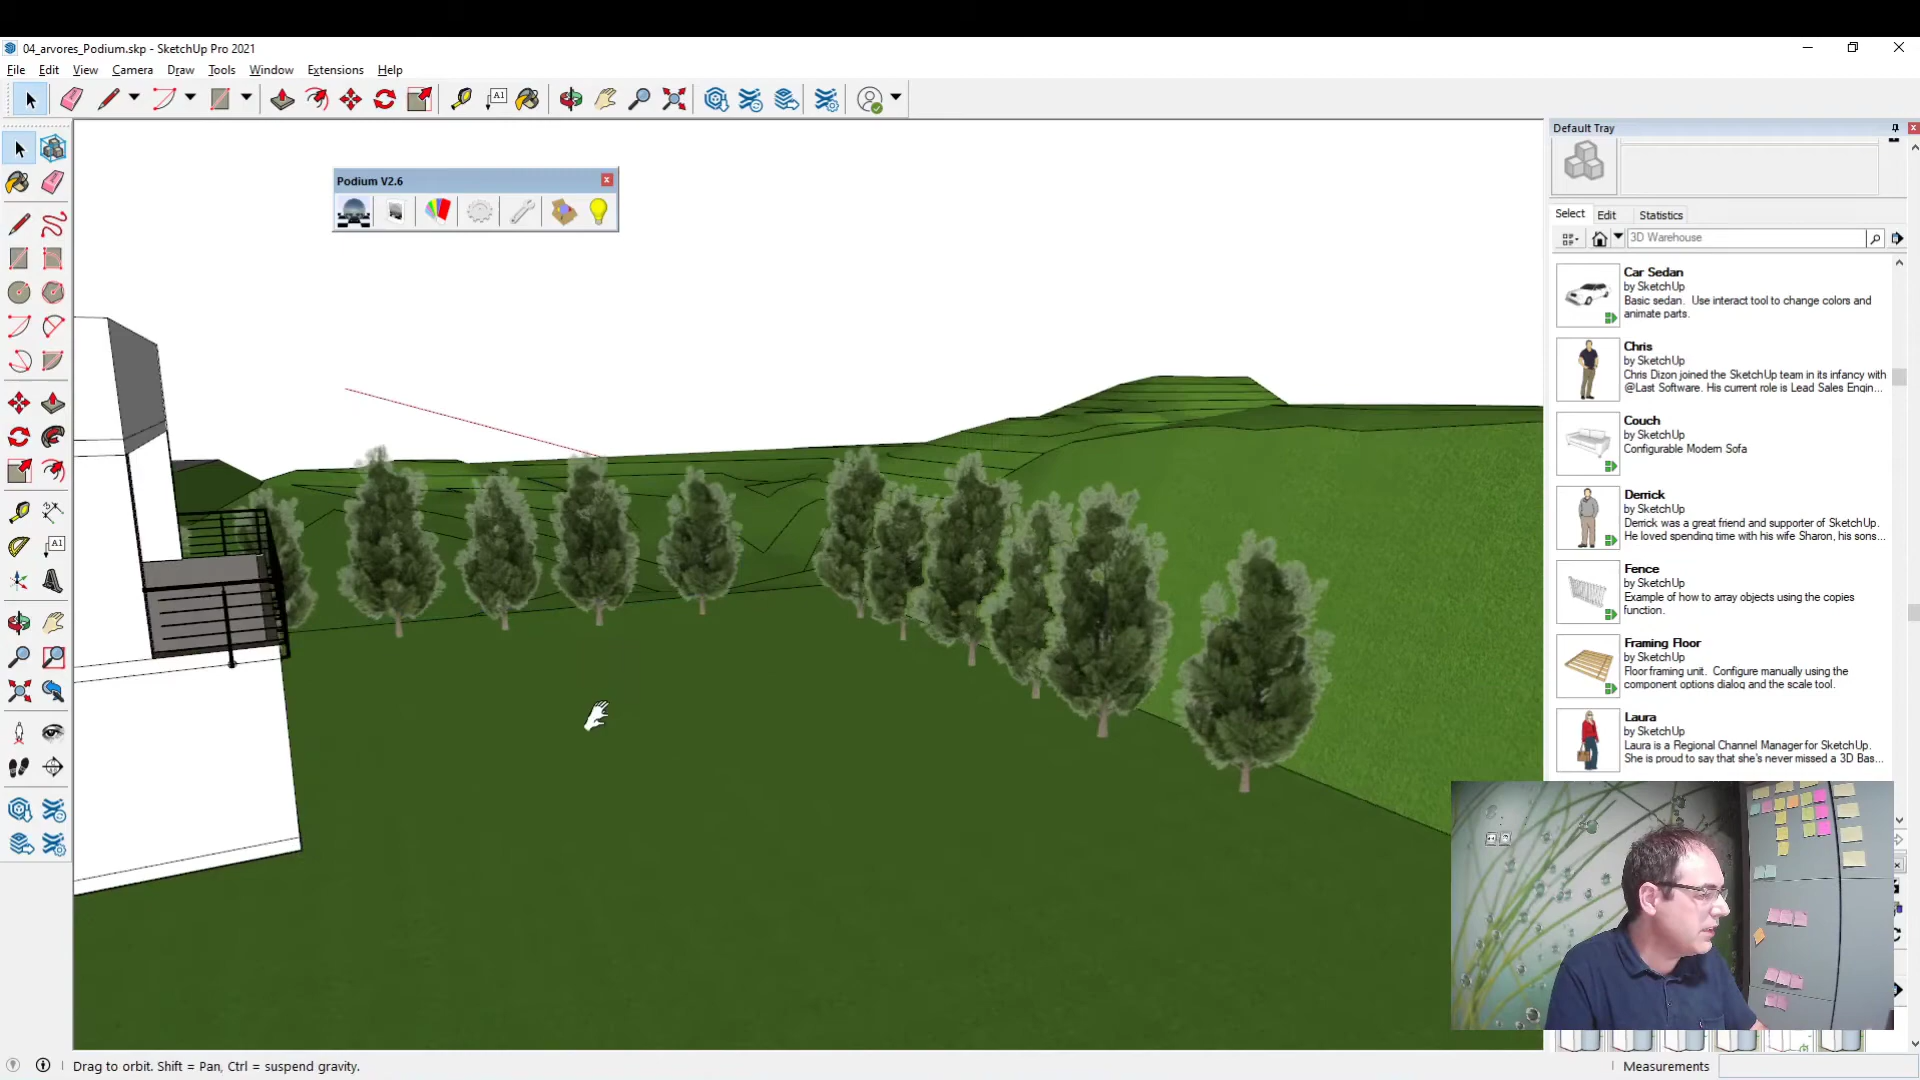 04_arvores_Podium.skp - SketchUp Pro 2021
File Edit View Camera Draw Tools Window Extensions Help
A1
Default Tray
Podium V2.6
Select Edit Statistics
3D Warehouse
Car Sedan
by SketchUp
Basic sedan. Use interact tool to change colors and
animate parts.
Chris
by SketchUp
Chris Dizon joined the SketchUp team in its infancy with
@Last Software. His current role is Lead Sales Engin...
Couch
by SketchUp
Configurable Modern Sofa
Derrick
by SketchUp
Derrick was a great friend and supporter of SketchUp.
He loved spending time with his wife Sharon, his sons...
Fence
by SketchUp
Example of how to array objects using the copies
function.
Framing Floor
by SketchUp
Floor framing unit. Configure manually using the
component options dialog and the scale tool.
Laura
by SketchUp
Laura is a Regional Channel Manager for SketchUp.
She is proud to say that she's never missed a 3D Bas...
A1
Drag to orbit. Shift = Pan, Ctrl = suspend gravity.
Measurements